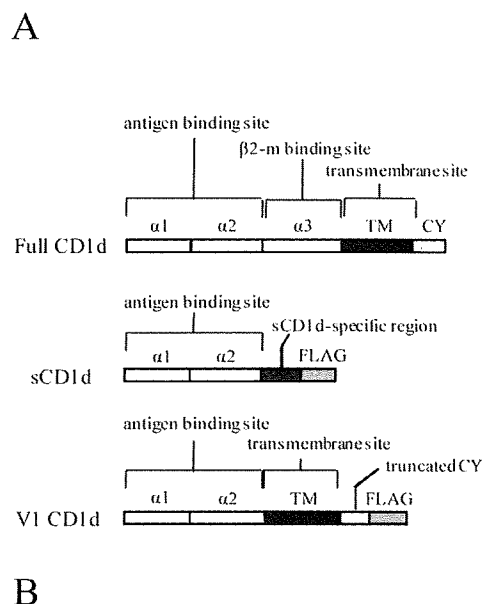 A
antigen binding site
β2-m binding site
transmembrane site
α1 α2 α3 TM CY
Full CD1d
antigen binding site
sCD1d-specific region
α1 α2 FLAG
sCD1d
antigen binding site
transmembrane site
truncated CY
α1 α2 TM FLAG
V1 CD1d
B